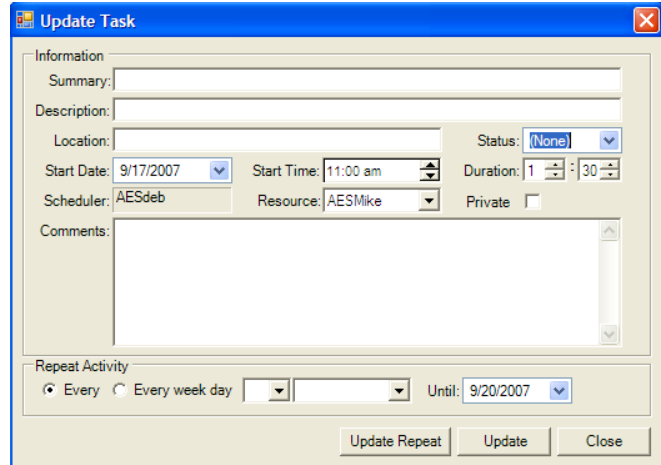 Update Task
Information
Summary:
Description:
Location: Status: (None)
Start Date: 9/17/2007 Start Time: 11:00 am Duration: 1 : 30
Scheduler: AESdeb Resource: AESMike Private
Comments:
Repeat Activity
Every Every week day Until: 9/20/2007
Update Repeat Update Close